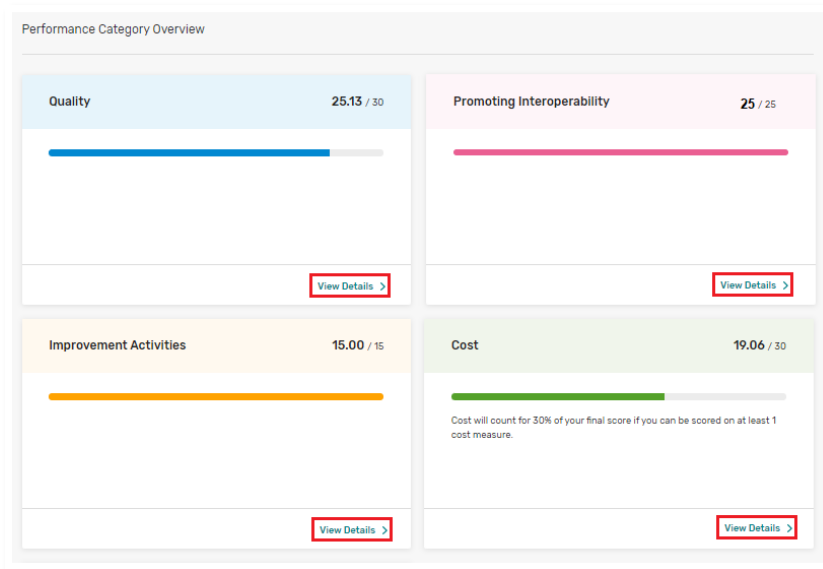 Performance Category Overview
Quality 25.13 / 30
Promoting Interoperability 25 / 25
View Details >
View Details >
Improvement Activities 15.00 / 15
Cost 19.06 / 30
Cost will count for 30% of your final score if you can be scored on at least 1
cost measure.
View Details >
View Details >